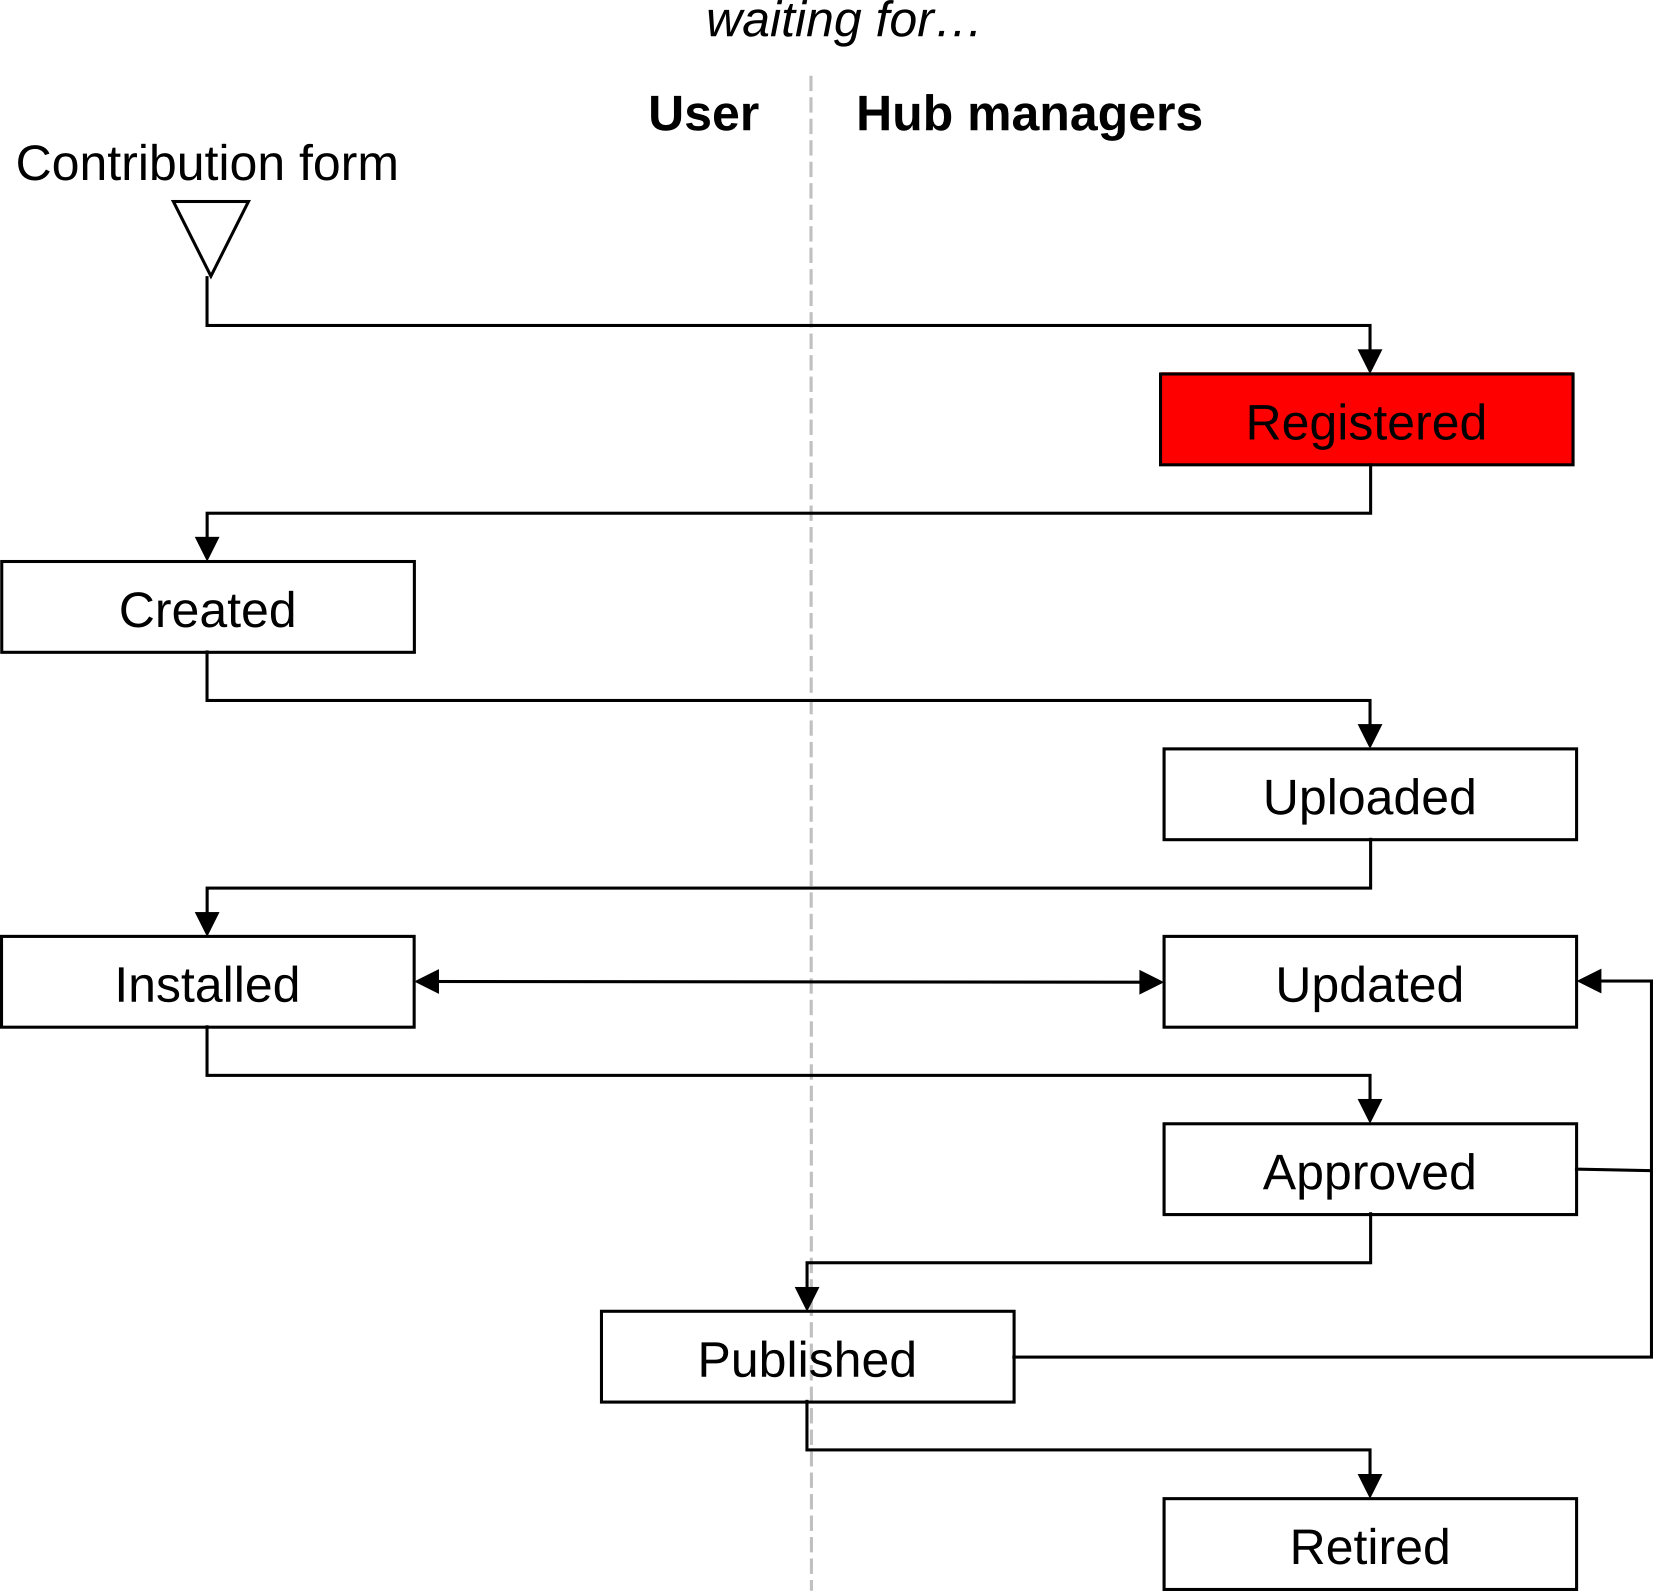 waiting for…
User
Hub managers
Contribution form
Registered
Created
Uploaded
Installed
Updated
Approved
Published
Retired